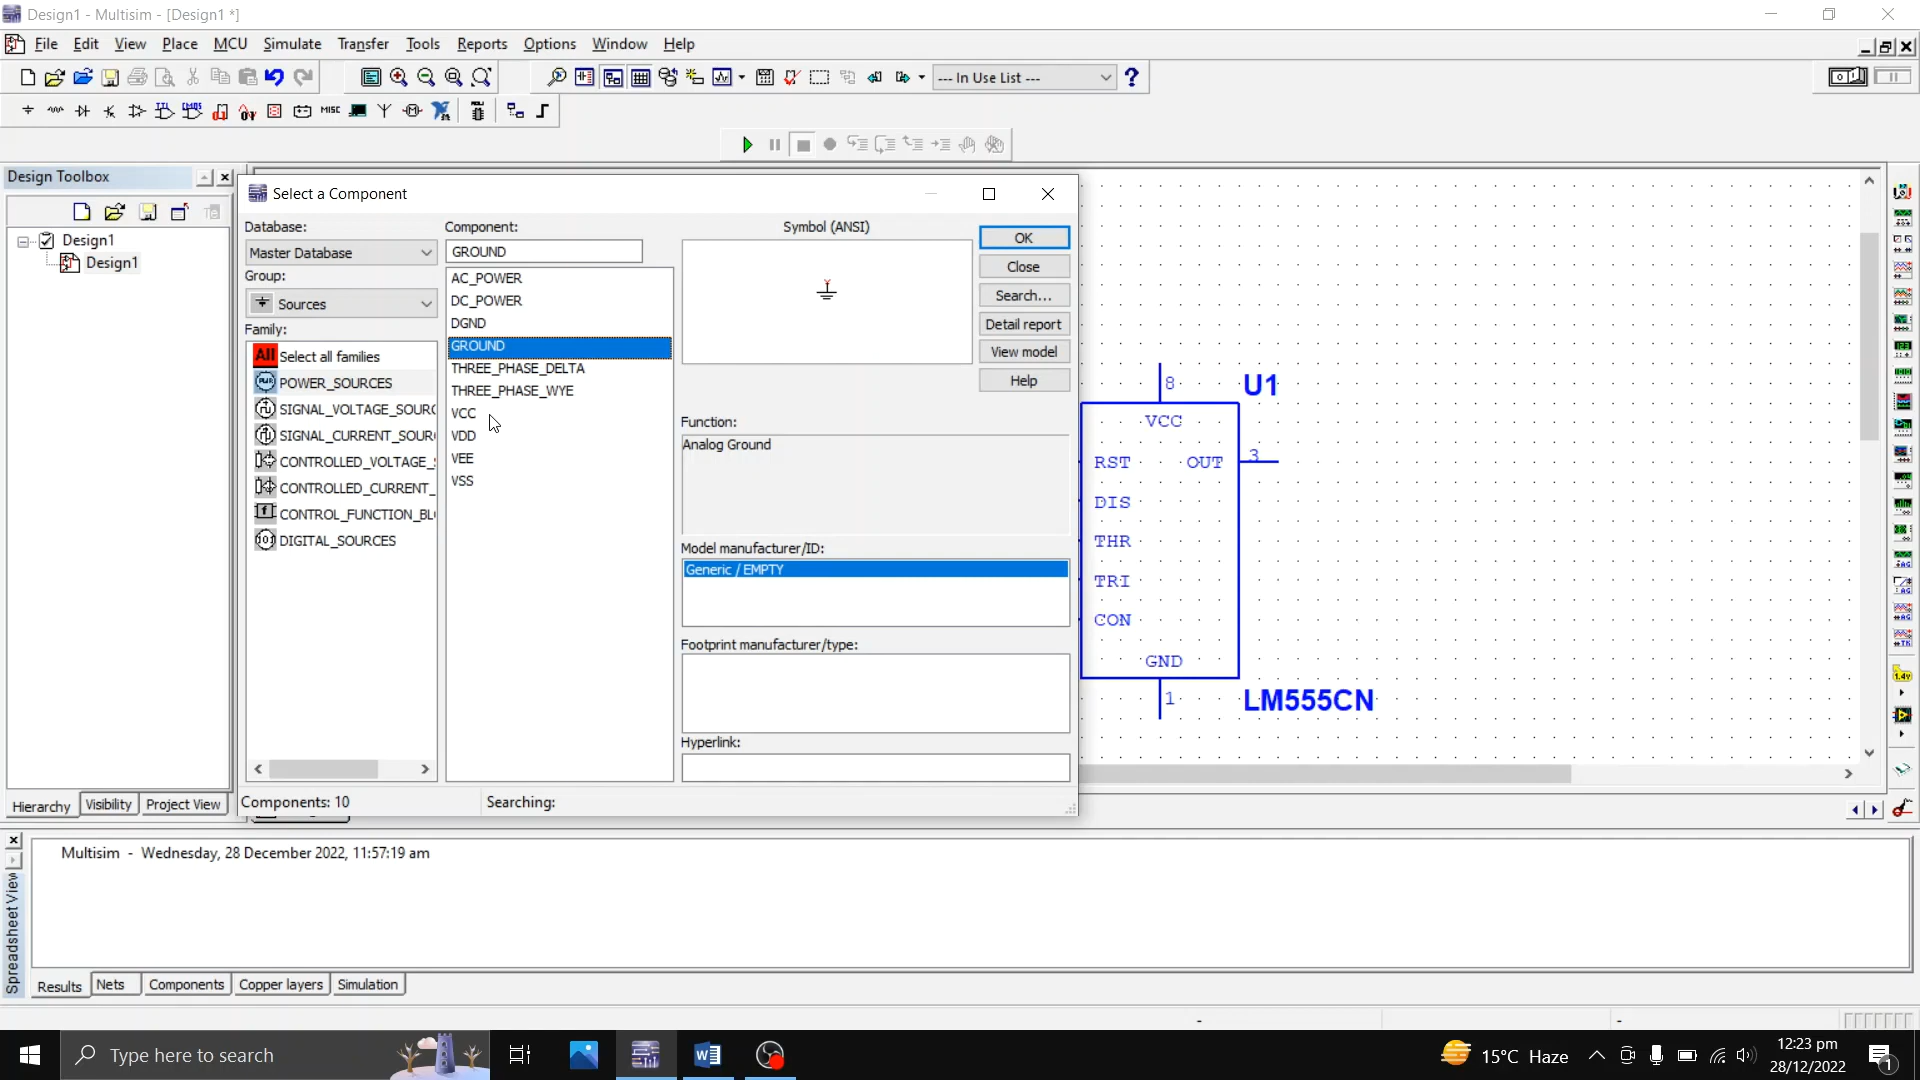 Design1 - Multisim - [Design1 *]
File Edit View Place MCU Simulate Transfer Tools Reports Options Window Help
--- In Use List ---
Design Toolbox
Design1
Design1
Hierarchy Visibility Project View
Select a Component
Database:
Master Database
Group:
Sources
Family:
All Select all families
POWER_SOURCES
SIGNAL_VOLTAGE_SOURC
SIGNAL_CURRENT_SOUR
CONTROLLED_VOLTAGE_
CONTROLLED_CURRENT_
CONTROL_FUNCTION_BL
DIGITAL_SOURCES
Component:
GROUND
AC_POWER
DC_POWER
DGND
GROUND
THREE_PHASE_DELTA
THREE_PHASE_WYE
VCC
VDD
VEE
VSS
Symbol (ANSI)
OK
Close
Search...
Detail report
View model
Help
Function:
Analog Ground
Model manufacturer/ID:
Generic / EMPTY
Footprint manufacturer/type:
Hyperlink:
Components: 10
Searching:
8
U1
VCC
RST OUT 3
DIS
THR
TRI
CON
GND
1
LM555CN
Spreadsheet View
Multisim - Wednesday, 28 December 2022, 11:57:19 am
Results Nets Components Copper layers Simulation
Type here to search
15°C Haze
12:23 pm
28/12/2022
1